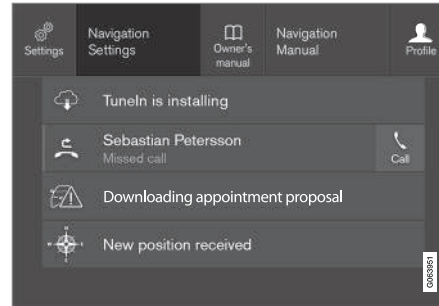 Settings
Navigation
Settings
Owner's
manual
Navigation
Manual
Profile
TuneIn is installing
Sebastian Petersson
Missed call
Call
Downloading appointment proposal
New position received
G063951